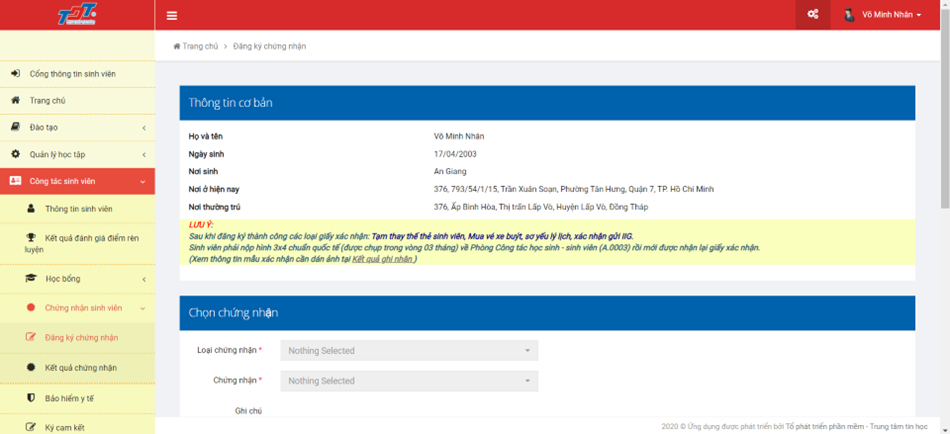 TDT
Võ Minh Nhân
Trang chủ > Đăng ký chứng nhận
Cổng thông tin sinh viên
Trang chủ
Đào tạo
Quản lý học tập
Công tác sinh viên
Thông tin sinh viên
Kết quả đánh giá điểm rèn
luyện
Học bổng
Chứng nhận sinh viên
Đăng ký chứng nhận
Kết quả chứng nhận
Bảo hiểm y tế
Ký cam kết
Thông tin cơ bản
Họ và tên Võ Minh Nhân
Ngày sinh 17/04/2003
Nơi sinh An Giang
Nơi ở hiện nay 376, 793/54/1/15, Trần Xuân Soạn, Phường Tân Hưng, Quận 7, TP. Hồ Chí Minh
Nơi thường trú 376, Ấp Bình Hòa, Thị trấn Lấp Vò, Huyện Lấp Vò, Đồng Tháp
LƯU Ý:
Sau khi đăng ký thành công các loại giấy xác nhận: Tạm thay thế thẻ sinh viên, Mua vé xe buýt, sơ yếu lý lịch, xác nhận gửi IIG.
Sinh viên phải nộp hình 3x4 chuẩn quốc tế (được chụp trong vòng 03 tháng) về Phòng Công tác học sinh - sinh viên (A.0003) rồi mới được nhận lại giấy xác nhận.
(Xem thông tin mẫu xác nhận cần dán ảnh tại Kết quả ghi nhận )
Chọn chứng nhận
Loại chứng nhận * Nothing Selected
Chứng nhận * Nothing Selected
Ghi chú
2020 © Ứng dụng được phát triển bởi Tổ phát triển phần mềm - Trung tâm tin học